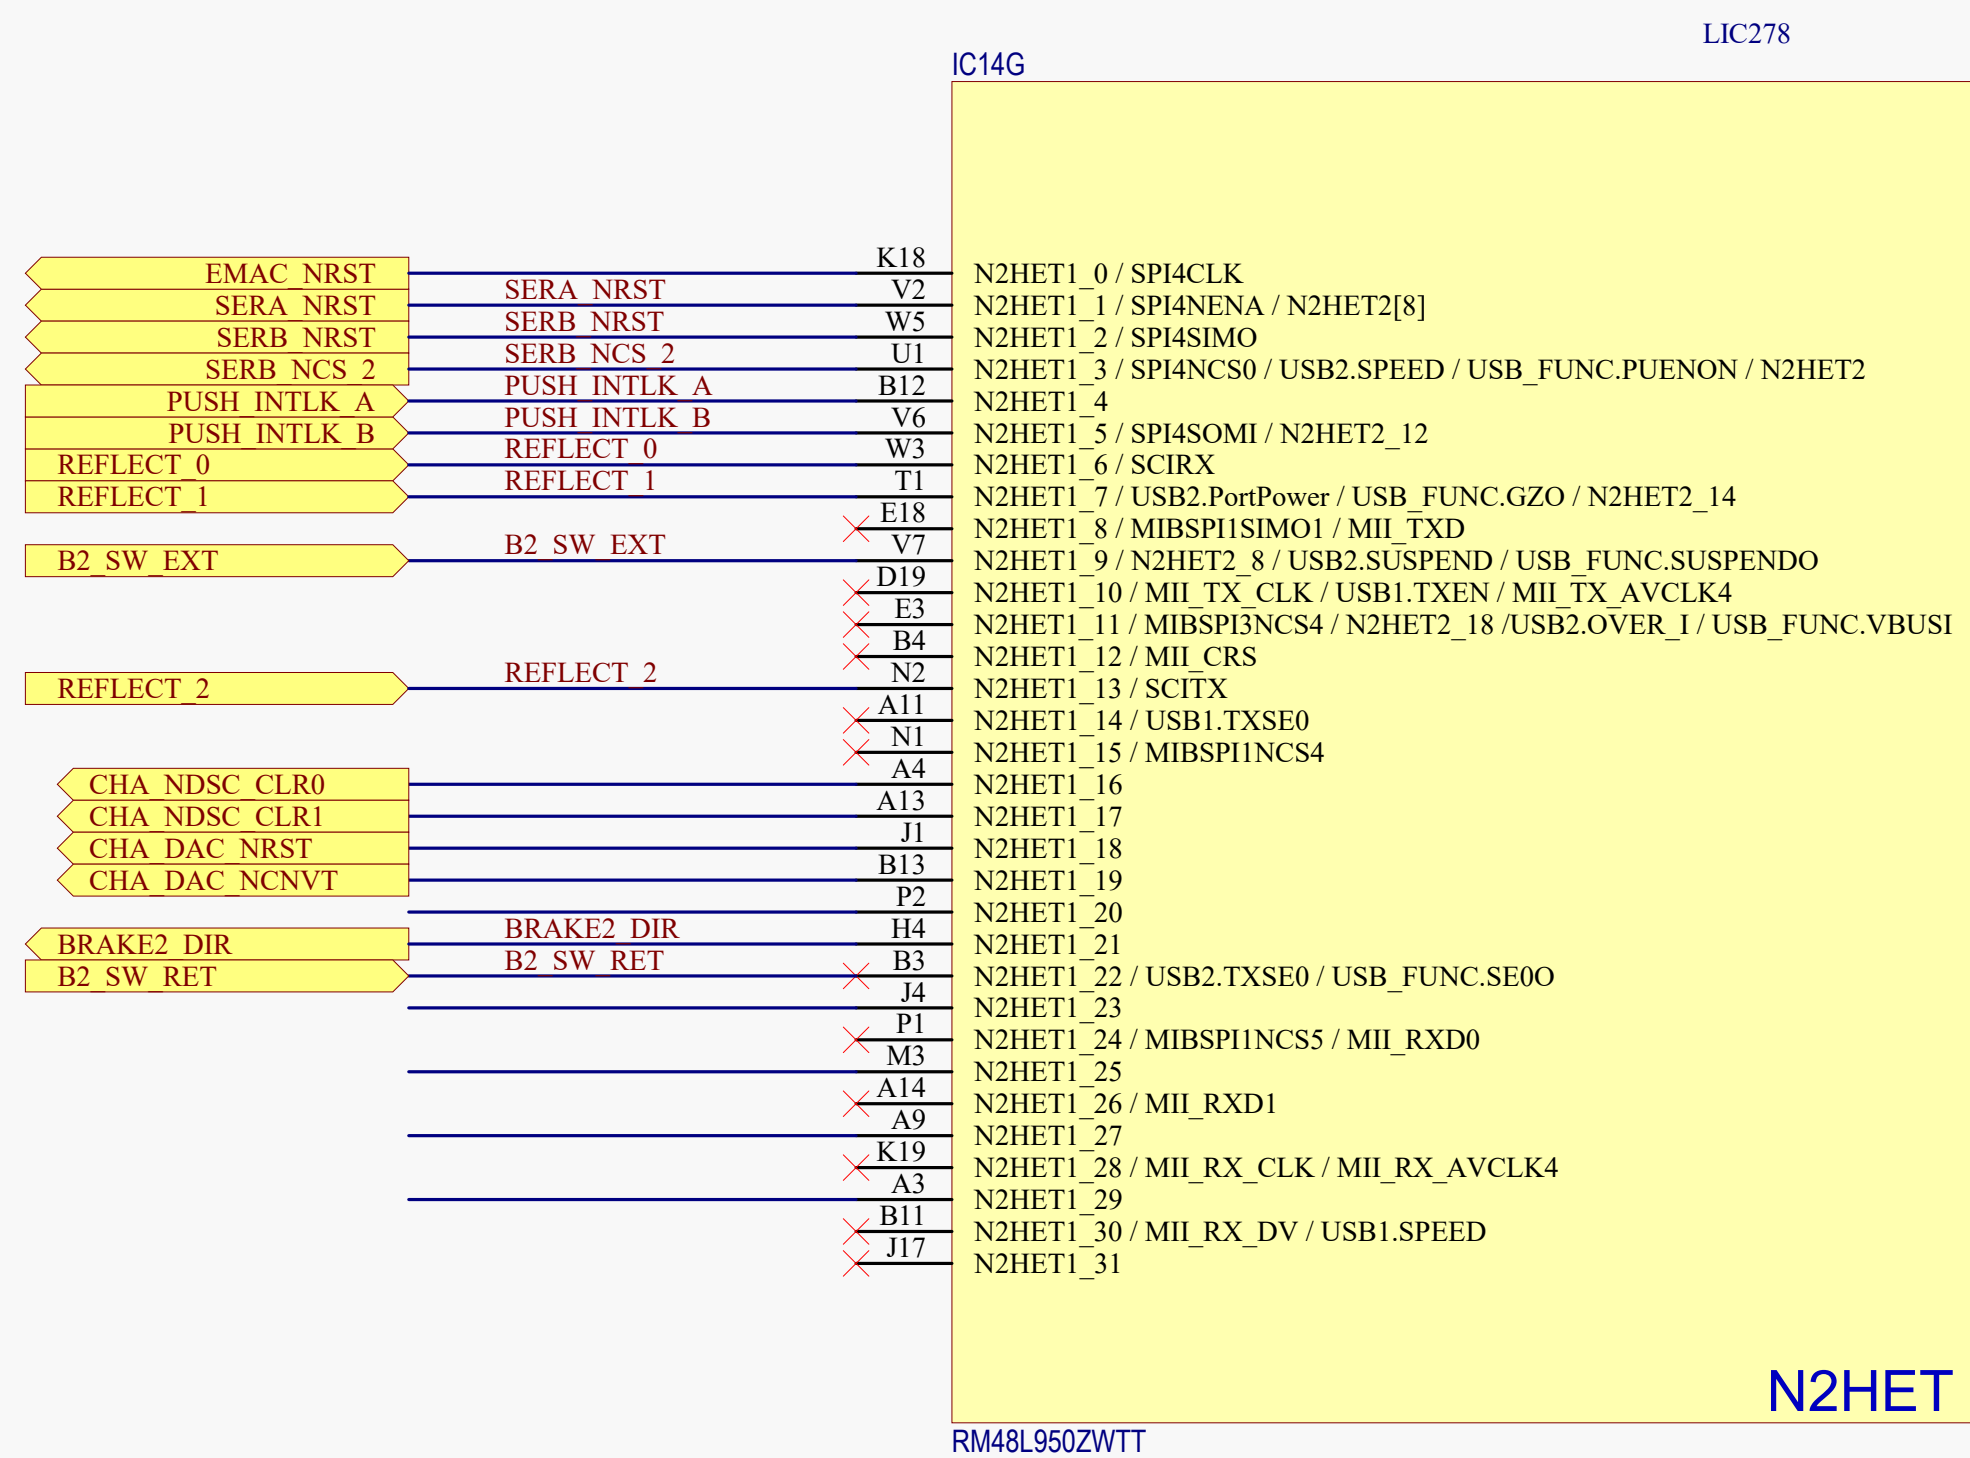 LIC278
IC14G
EMAC_NRST K18 N2HET1_0 / SPI4CLK
SERA_NRST SERA_NRST V2 N2HET1_1 / SPI4NENA / N2HET2[8]
SERB_NRST SERB_NRST W5 N2HET1_2 / SPI4SIMO
SERB_NCS_2 SERB_NCS_2 U1 N2HET1_3 / SPI4NCS0 / USB2.SPEED / USB_FUNC.PUENON / N2HET2
PUSH_INTLK_A PUSH_INTLK_A B12 N2HET1_4
PUSH_INTLK_B PUSH_INTLK_B V6 N2HET1_5 / SPI4SOMI / N2HET2_12
REFLECT_0 REFLECT_0 W3 N2HET1_6 / SCIRX
REFLECT_1 REFLECT_1 T1 N2HET1_7 / USB2.PortPower / USB_FUNC.GZO / N2HET2_14
E18 N2HET1_8 / MIBSPI1SIMO1 / MII_TXD
B2_SW_EXT B2_SW_EXT V7 N2HET1_9 / N2HET2_8 / USB2.SUSPEND / USB_FUNC.SUSPENDO
D19 N2HET1_10 / MII_TX_CLK / USB1.TXEN / MII_TX_AVCLK4
E3 N2HET1_11 / MIBSPI3NCS4 / N2HET2_18 /USB2.OVER_I / USB_FUNC.VBUSI
B4 N2HET1_12 / MII_CRS
REFLECT_2 REFLECT_2 N2 N2HET1_13 / SCITX
A11 N2HET1_14 / USB1.TXSE0
N1 N2HET1_15 / MIBSPI1NCS4
CHA_NDSC_CLR0 A4 N2HET1_16
CHA_NDSC_CLR1 A13 N2HET1_17
CHA_DAC_NRST J1 N2HET1_18
CHA_DAC_NCNVT B13 N2HET1_19
P2 N2HET1_20
BRAKE2_DIR BRAKE2_DIR H4 N2HET1_21
B2_SW_RET B2_SW_RET B3 N2HET1_22 / USB2.TXSE0 / USB_FUNC.SE0O
J4 N2HET1_23
P1 N2HET1_24 / MIBSPI1NCS5 / MII_RXD0
M3 N2HET1_25
A14 N2HET1_26 / MII_RXD1
A9 N2HET1_27
K19 N2HET1_28 / MII_RX_CLK / MII_RX_AVCLK4
A3 N2HET1_29
B11 N2HET1_30 / MII_RX_DV / USB1.SPEED
J17 N2HET1_31
N2HET
RM48L950ZWTT